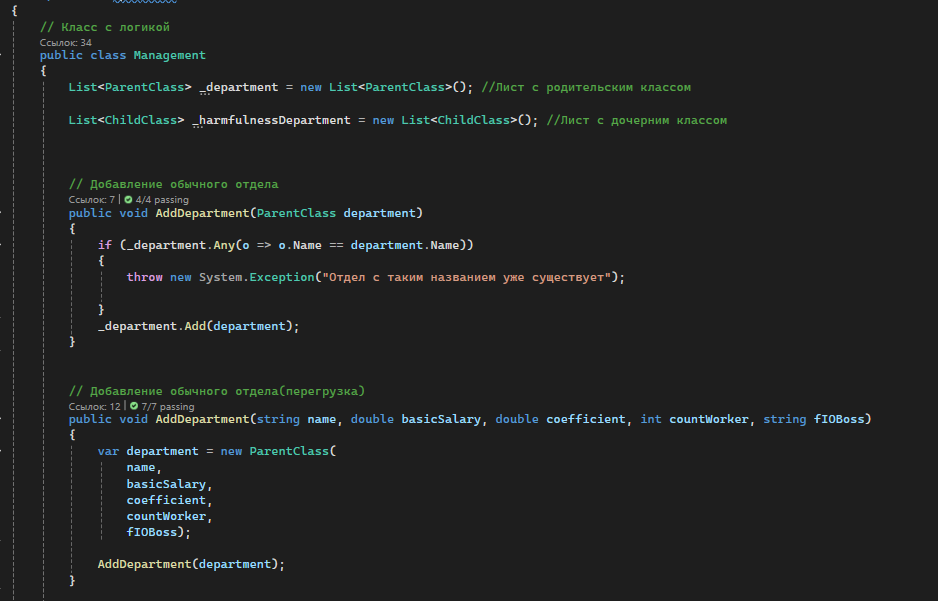 {
// Класс с логикой
Ссылок: 34
public class Management
{
List<ParentClass> _department = new List<ParentClass>(); //Лист с родительским классом
List<ChildClass> _harmfulnessDepartment = new List<ChildClass>(); //Лист с дочерним классом
// Добавление обычного отдела
Ссылок: 7 | 4/4 passing
public void AddDepartment(ParentClass department)
{
if (_department.Any(o => o.Name == department.Name))
{
throw new System.Exception("Отдел с таким названием уже существует");
}
_department.Add(department);
}
// Добавление обычного отдела(перегрузка)
Ссылок: 12 | 7/7 passing
public void AddDepartment(string name, double basicSalary, double coefficient, int countWorker, string fIOBoss)
{
var department = new ParentClass(
name,
basicSalary,
coefficient,
countWorker,
fIOBoss);
AddDepartment(department);
}